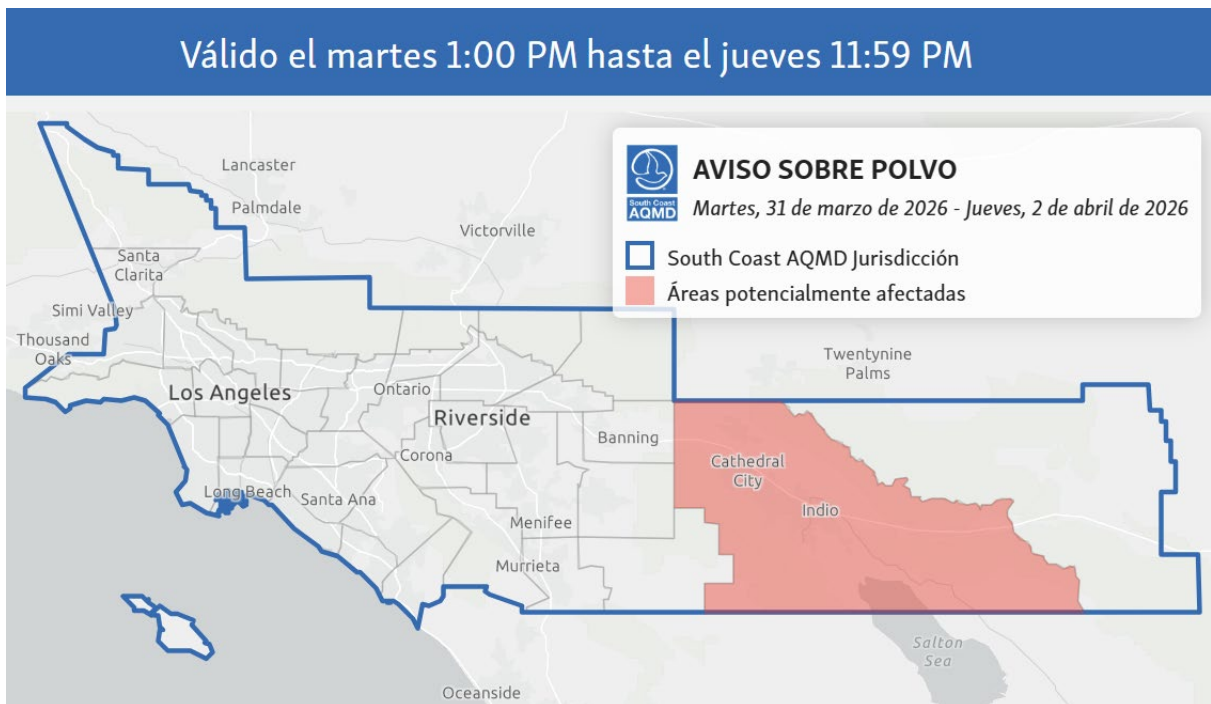 Válido el martes 1:00 PM hasta el jueves 11:59 PM
South Coast
AQMD
AVISO SOBRE POLVO
Martes, 31 de marzo de 2026 - Jueves, 2 de abril de 2026
South Coast AQMD Jurisdicción
Áreas potencialmente afectadas
Lancaster
Palmdale
Victorville
Santa
Clarita
Simi Valley
Thousand
Oaks
Los Angeles
Ontario
Riverside
Twentynine
Palms
Banning
Corona
Cathedral
City
Long Beach
Santa Ana
Indio
Menifee
Murrieta
Salton
Sea
Oceanside